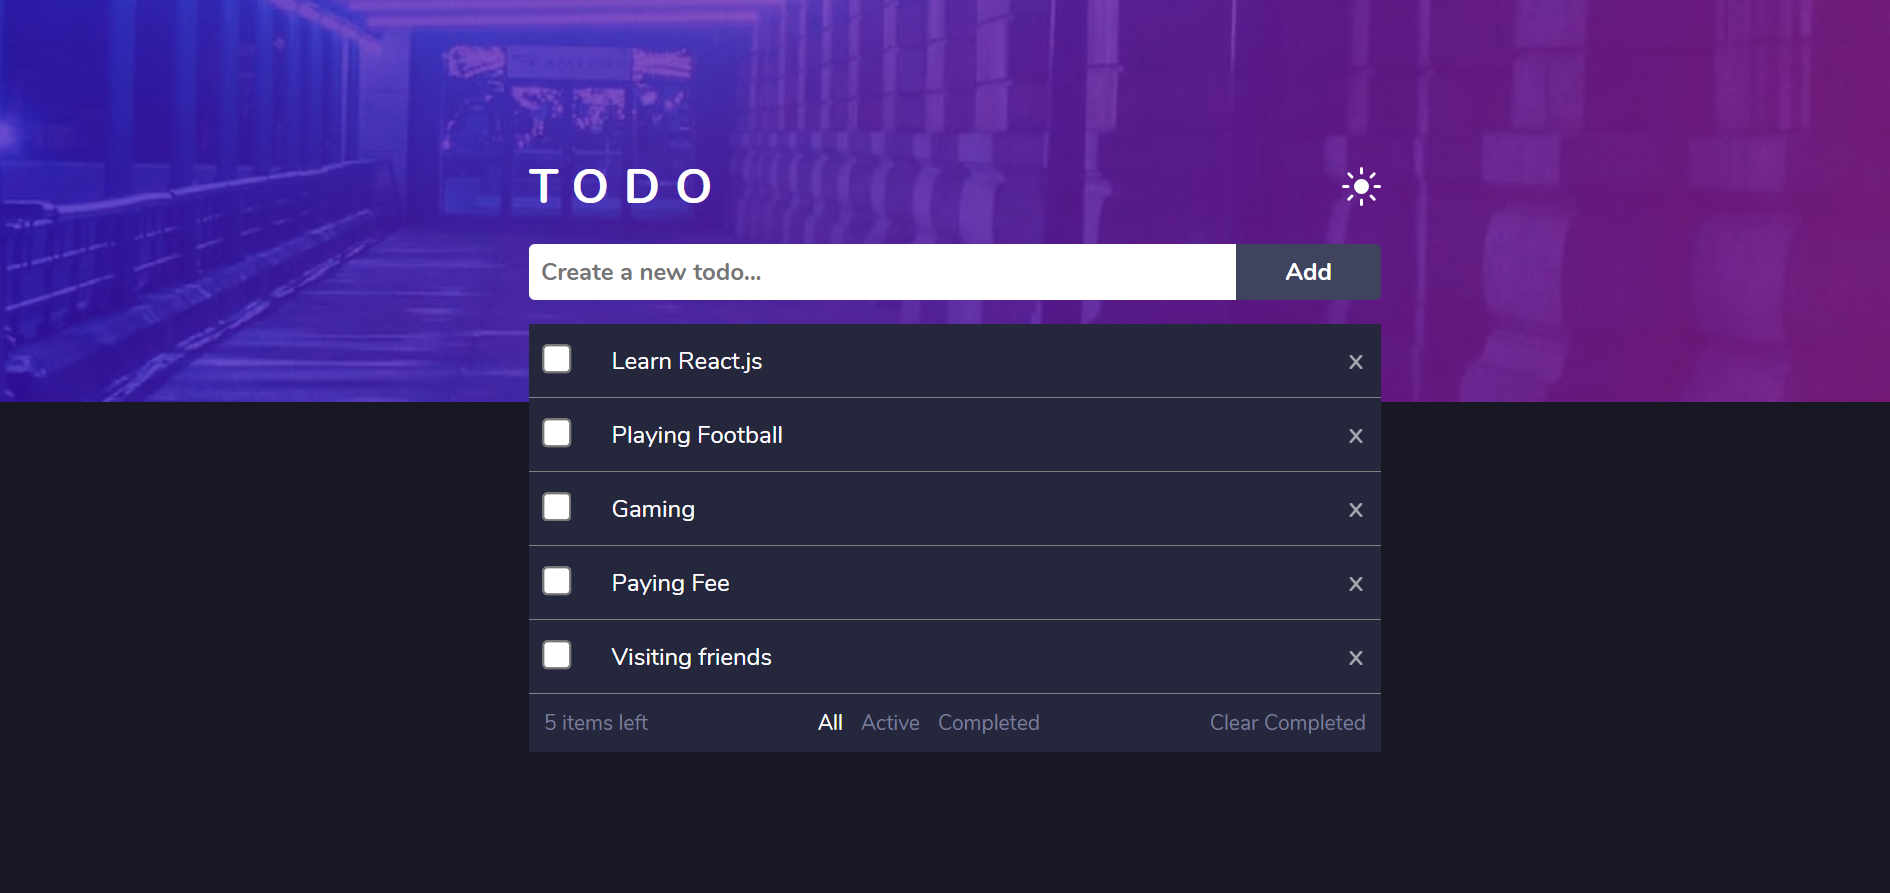 TODO
Create a new todo...
Add
Learn React.js
x
Playing Football
x
Gaming
x
Paying Fee
x
Visiting friends
x
5 items left
All Active Completed
Clear Completed